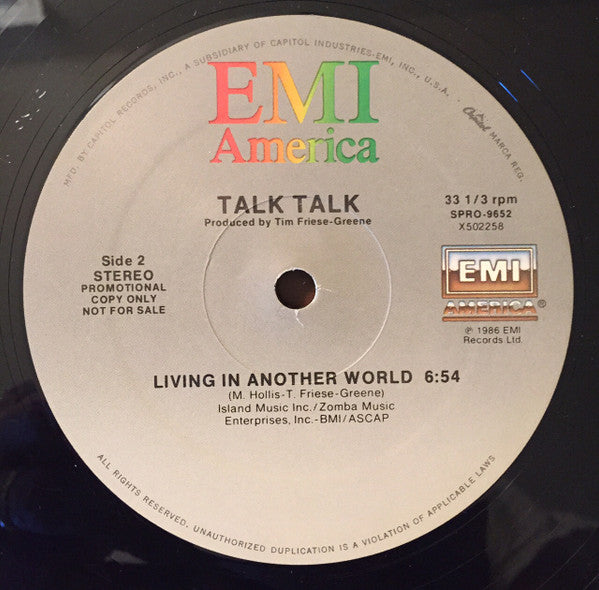 MFD. BY CAPITOL RECORDS, INC., A SUBSIDIARY OF CAPITOL INDUSTRIES-EMI, INC., U.S.A. · Capitol MARCA REG.
EMI
America
TALK TALK
Produced by Tim Friese-Greene
33 1/3 rpm
SPRO-9652
X502258
Side 2
STEREO
PROMOTIONAL
COPY ONLY
NOT FOR SALE
EMI
AMERICA®
℗ 1986 EMI
Records Ltd.
LIVING IN ANOTHER WORLD 6:54
(M. Hollis-T. Friese-Greene)
Island Music Inc./Zomba Music
Enterprises, Inc.-BMI/ASCAP
ALL RIGHTS RESERVED. UNAUTHORIZED DUPLICATION IS A VIOLATION OF APPLICABLE LAWS